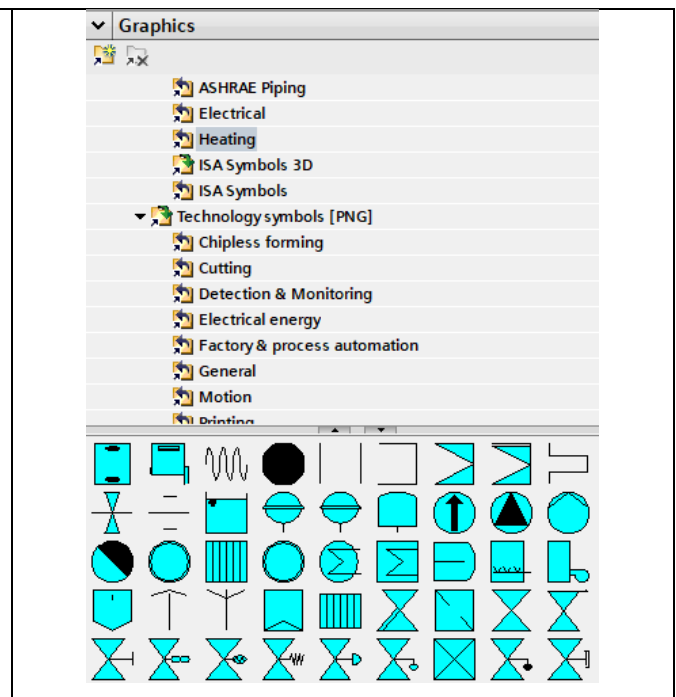 Graphics
ASHRAE Piping
Electrical
Heating
ISA Symbols 3D
ISA Symbols
Technology symbols [PNG]
Chipless forming
Cutting
Detection & Monitoring
Electrical energy
Factory & process automation
General
Motion
Printing